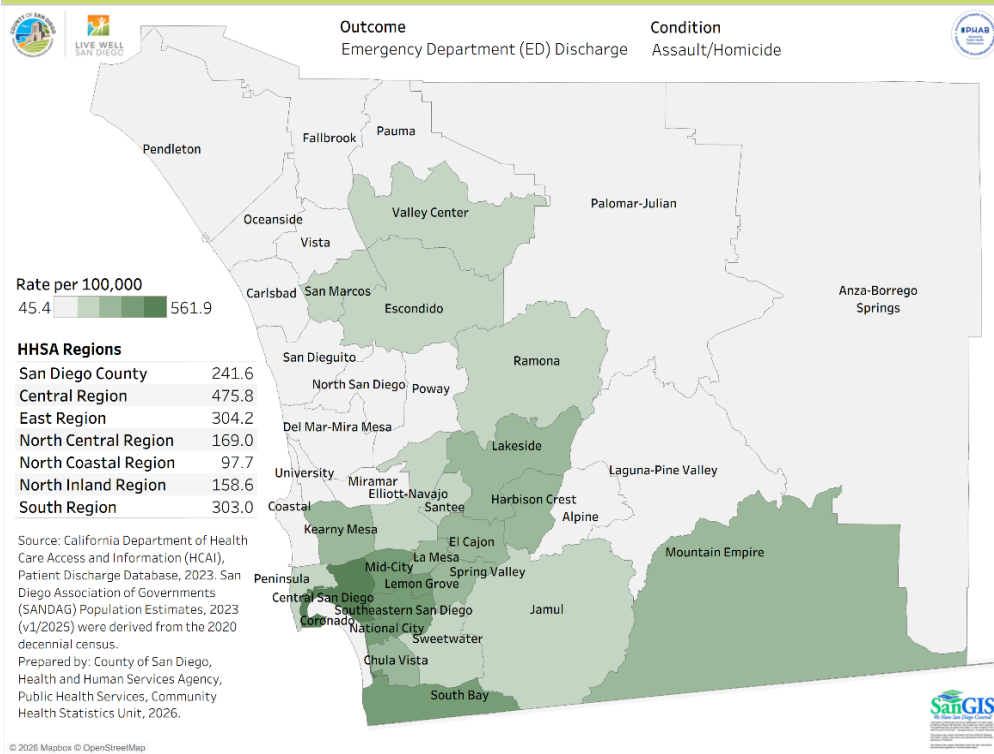 COUNTY OF SAN DIEGO
LIVE WELL
SAN DIEGO
Outcome
Emergency Department (ED) Discharge
Condition
Assault/Homicide
PHAB
Pendleton
Fallbrook
Pauma
Valley Center
Palomar-Julian
Oceanside
Vista
Carlsbad
San Marcos
Escondido
Anza-Borrego
Springs
Rate per 100,000
45.4
561.9
HHSA Regions
San Diego County 241.6
Central Region 475.8
East Region 304.2
North Central Region 169.0
North Coastal Region 97.7
North Inland Region 158.6
South Region 303.0
San Dieguito
North San Diego
Poway
Ramona
Del Mar-Mira Mesa
Lakeside
University
Miramar
Elliott-Navajo
Santee
Harbison Crest
Laguna-Pine Valley
Coastal
Alpine
Kearny Mesa
El Cajon
Mountain Empire
La Mesa
Mid-City
Spring Valley
Peninsula
Lemon Grove
Central San Diego
Southeastern San Diego
Jamul
Coronado
National City
Sweetwater
Chula Vista
South Bay
Source: California Department of Health
Care Access and Information (HCAI),
Patient Discharge Database, 2023. San
Diego Association of Governments
(SANDAG) Population Estimates, 2023
(v1/2025) were derived from the 2020
decennial census.
Prepared by: County of San Diego,
Health and Human Services Agency,
Public Health Services, Community
Health Statistics Unit, 2026.
SanGIS
We Have San Diego Covered!
© 2026 Mapbox © OpenStreetMap